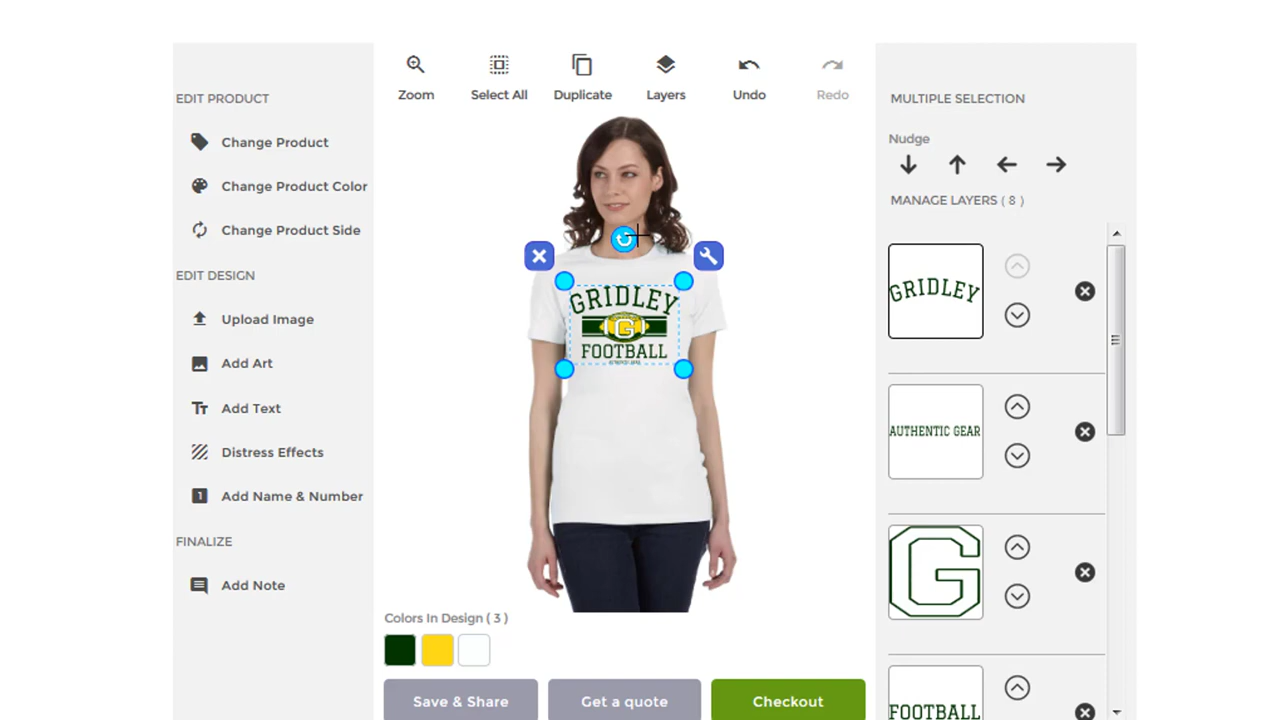 EDIT PRODUCT
Change Product
Change Product Color
Change Product Side
EDIT DESIGN
Upload Image
Add Art
Add Text
Distress Effects
Add Name & Number
FINALIZE
Add Note
Zoom
Select All
Duplicate
Layers
Undo
Redo
GRIDLEY
G
FOOTBALL
Colors In Design ( 3 )
Save & Share
Get a quote
Checkout
MULTIPLE SELECTION
Nudge
MANAGE LAYERS ( 8 )
GRIDLEY
AUTHENTIC GEAR
G
FOOTBALL